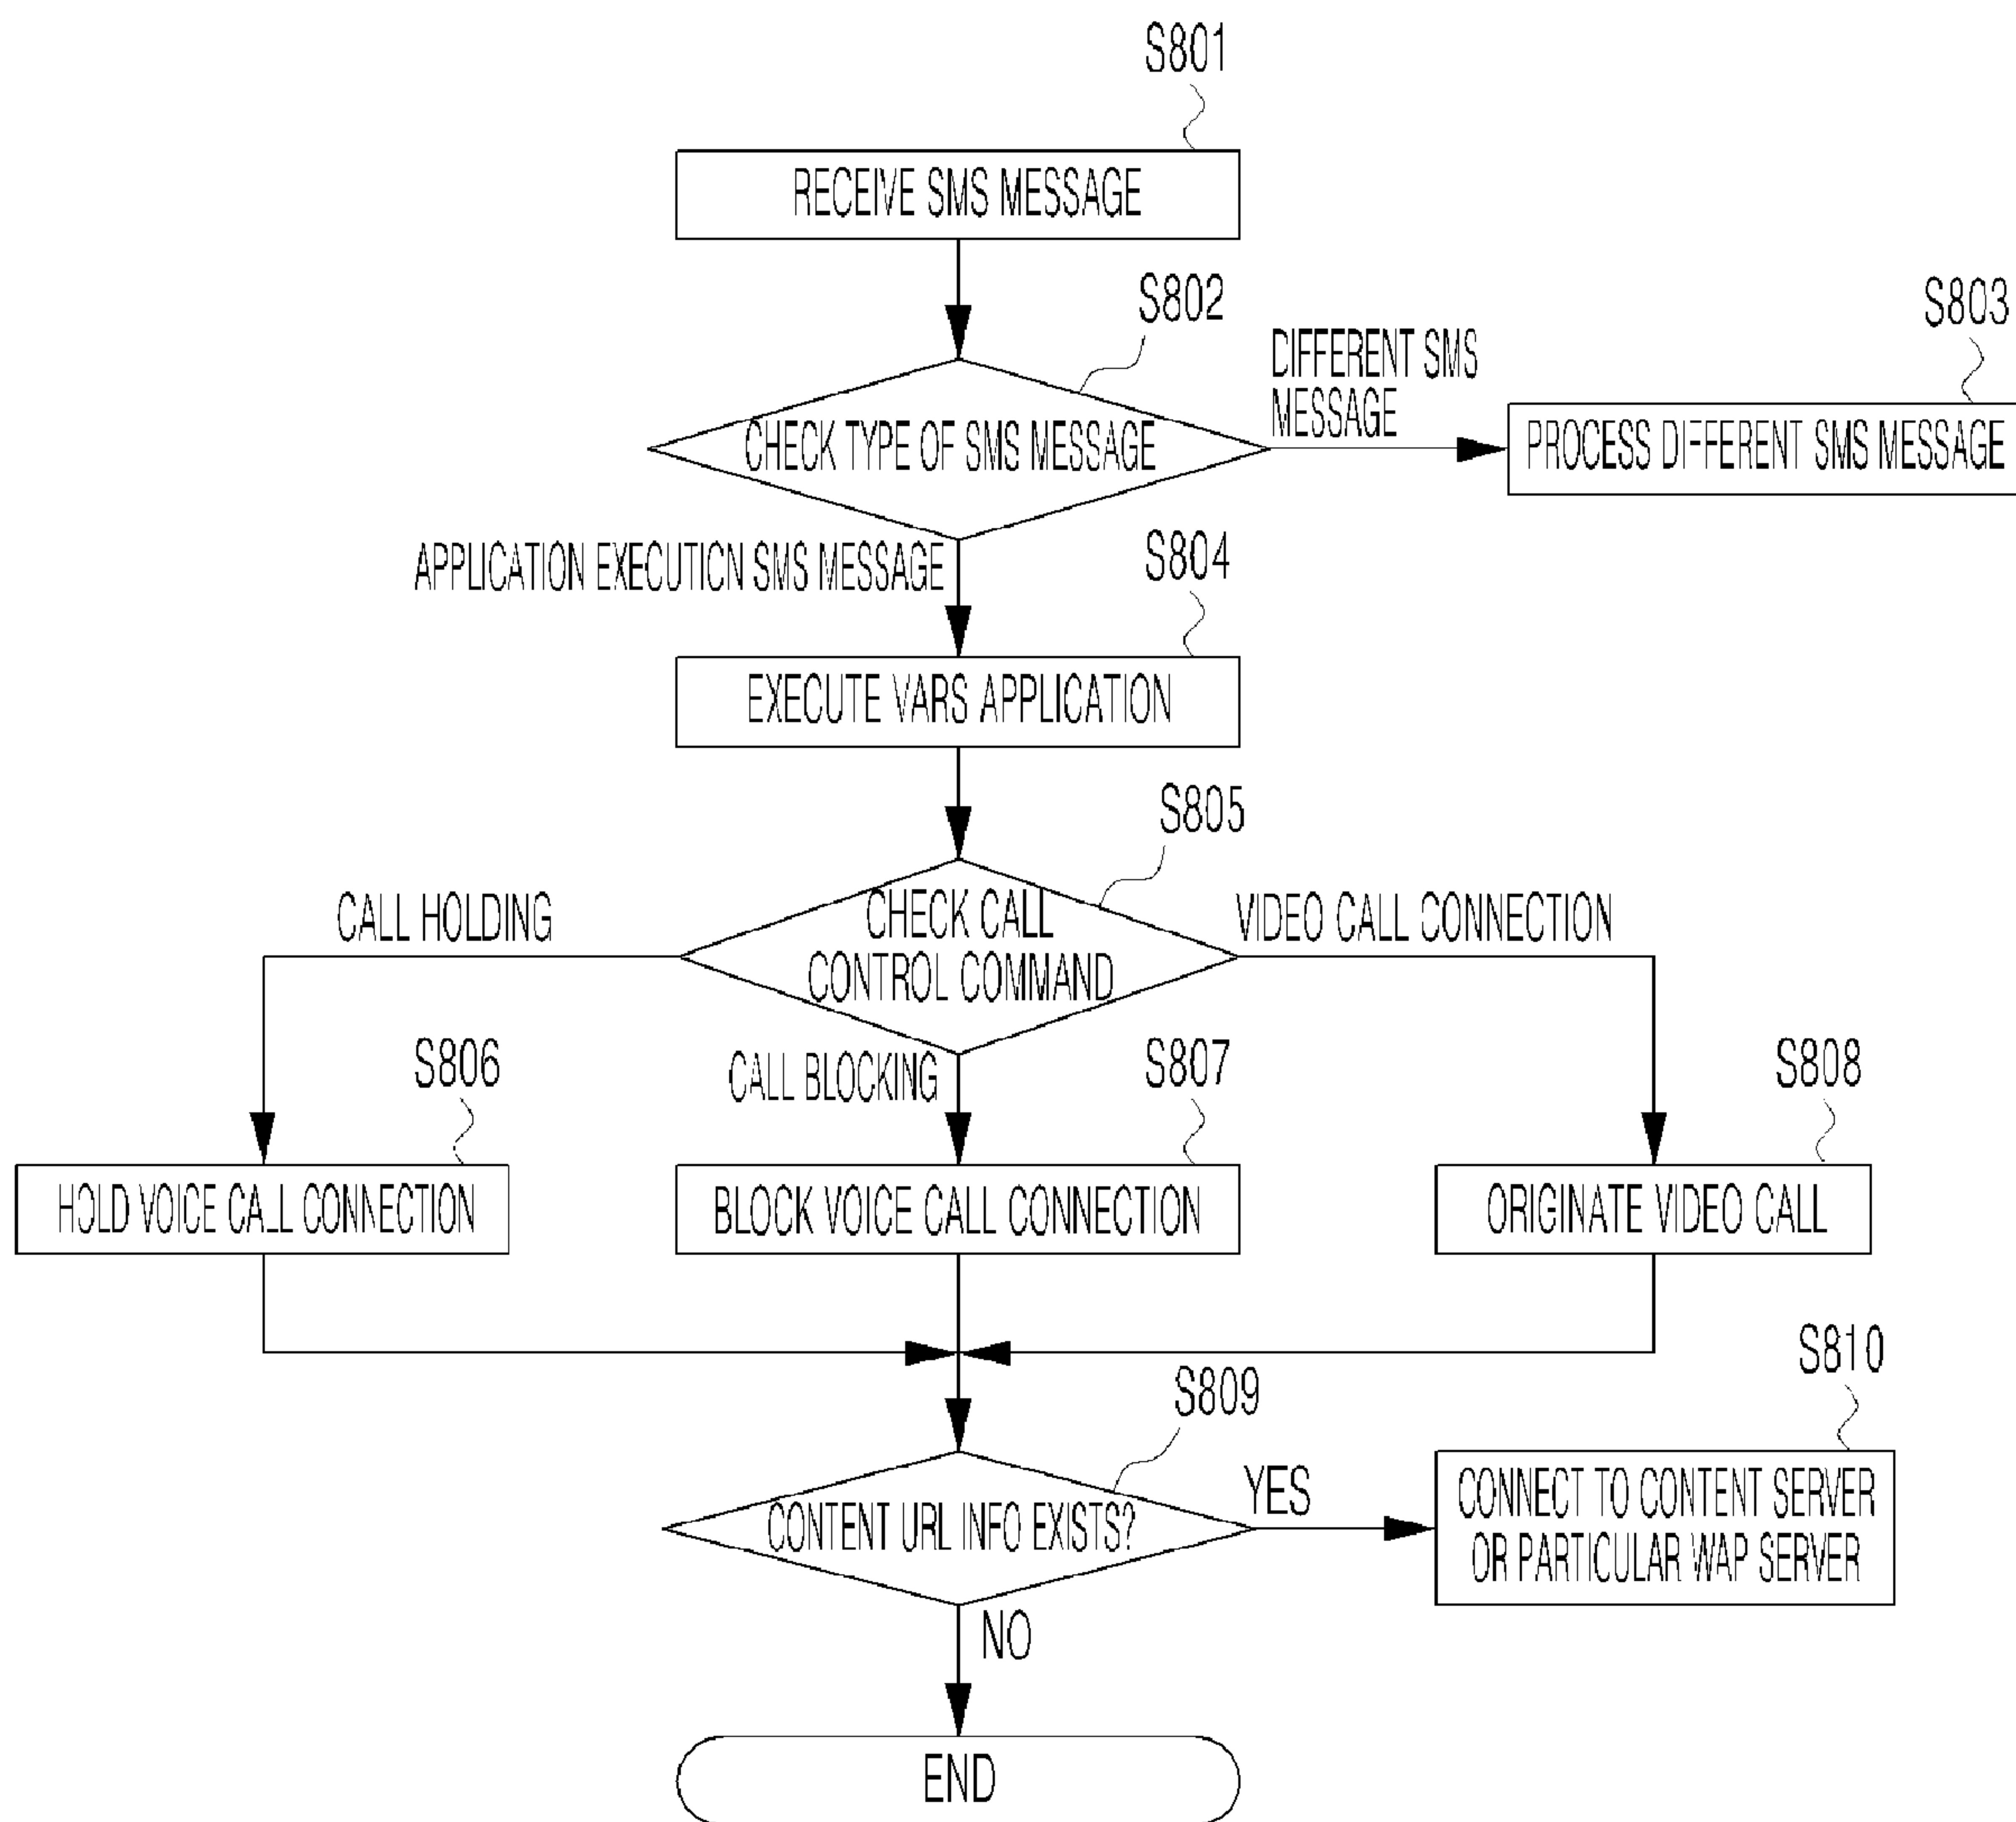 S801
RECEIVE SMS MESSAGE
S802
S803
DIFFERENT SMS
MESSAGE
CHECK TYPE OF SMS MESSAGE
PROCESS DIFFERENT SMS MESSAGE
APPLICATION EXECUTICN SMS MESSAGE
S804
EXECUTE VARS APPLICATION
S805
CALL HOLDING
CHECK CALL
CONTROL COMMAND
VIDEO CALL CONNECTION
S806
CALL BLOCKING
S807
S808
HOLD VOICE CALL CONNECTION
BLOCK VOICE CALL CONNECTION
ORIGINATE VIDEO CALL
S809
S810
CONTENT URL INFO EXISTS?
YES
CONNECT TO CONTENT SERVER
OR PARTICULAR WAP SERVER
NO
END